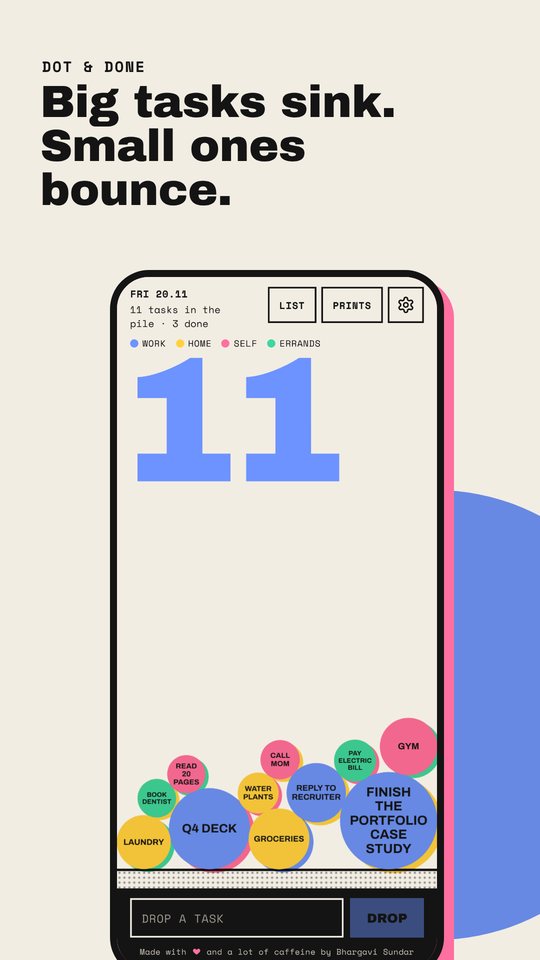 DOT & DONE
Big tasks sink.
Small ones
bounce.
FRI 20.11
11 tasks in the
pile · 3 done
LIST
PRINTS
WORK
HOME
SELF
ERRANDS
11
GYM
CALL
MOM
PAY
ELECTRIC
BILL
READ
20
PAGES
BOOK
DENTIST
WATER
PLANTS
REPLY TO
RECRUITER
FINISH
THE
PORTFOLIO
CASE
STUDY
LAUNDRY
Q4 DECK
GROCERIES
DROP A TASK
DROP
Made with ♥ and a lot of caffeine by Bhargavi Sundar